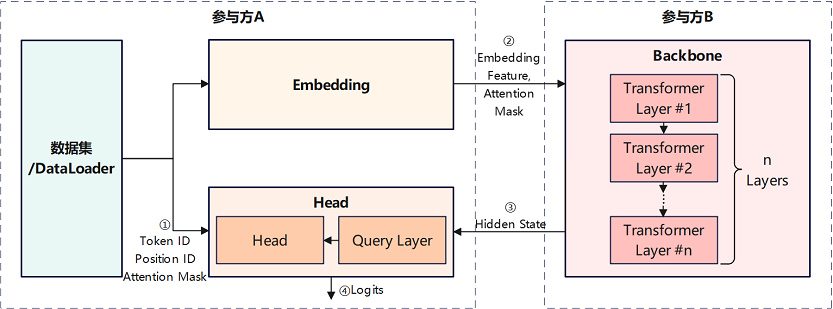 参与方A
数据集
/DataLoader
Embedding
①
Token ID
Position ID
Attention Mask
Head
Head
Query Layer
④Logits
②
Embedding
Feature,
Attention
Mask
③
Hidden State
参与方B
Backbone
Transformer
Layer #1
Transformer
Layer #2
Transformer
Layer #n
n
Layers